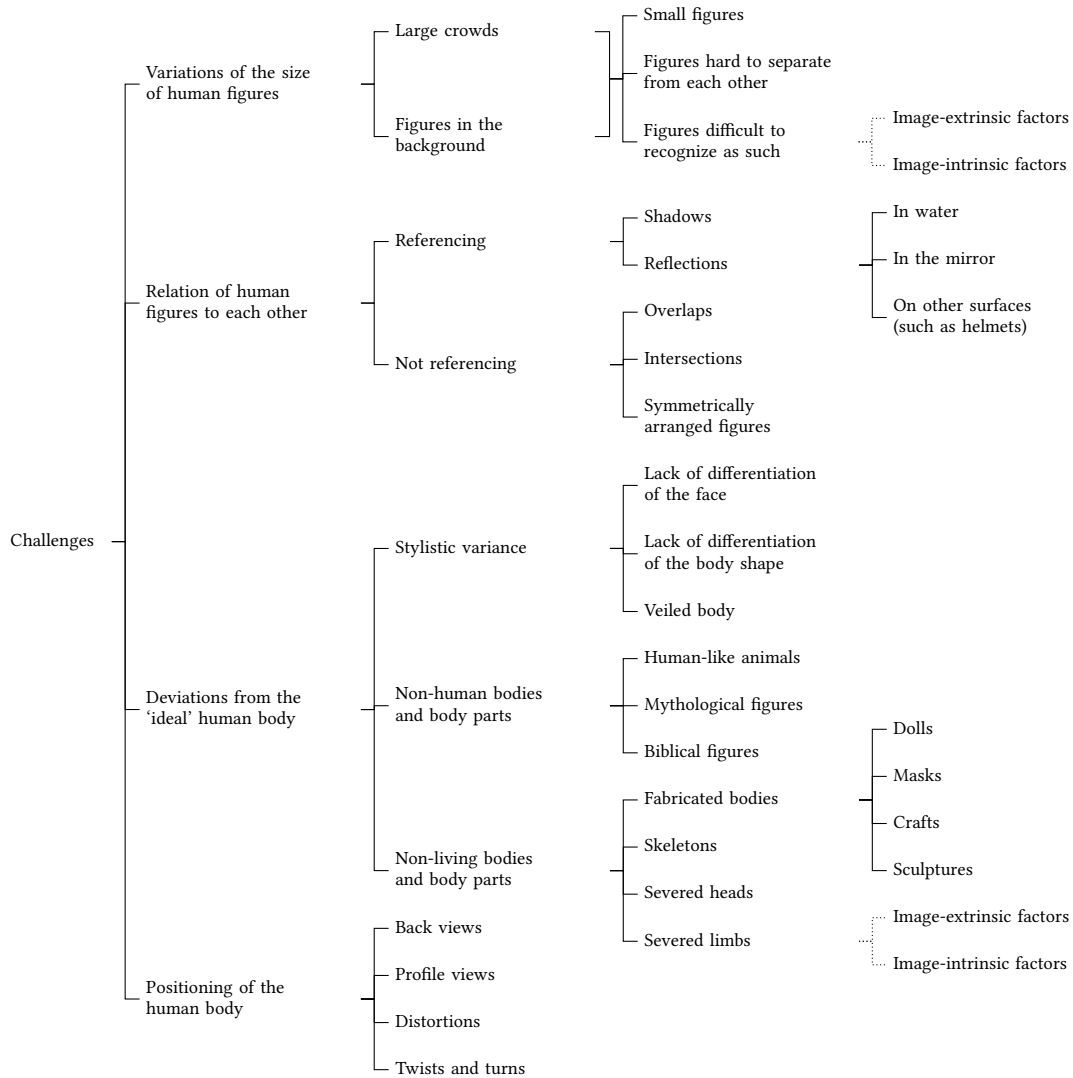 Challenges
Variations of the size
of human figures
Large crowds
Figures in the
background
Small figures
Figures hard to separate
from each other
Figures difficult to
recognize as such
Image-extrinsic factors
Image-intrinsic factors
Relation of human
figures to each other
Referencing
Shadows
Reflections
In water
In the mirror
On other surfaces
(such as helmets)
Not referencing
Overlaps
Intersections
Symmetrically
arranged figures
Deviations from the
‘ideal’ human body
Stylistic variance
Lack of differentiation
of the face
Lack of differentiation
of the body shape
Veiled body
Non-human bodies
and body parts
Human-like animals
Mythological figures
Biblical figures
Non-living bodies
and body parts
Fabricated bodies
Dolls
Masks
Crafts
Sculptures
Skeletons
Severed heads
Severed limbs
Image-extrinsic factors
Image-intrinsic factors
Positioning of the
human body
Back views
Profile views
Distortions
Twists and turns